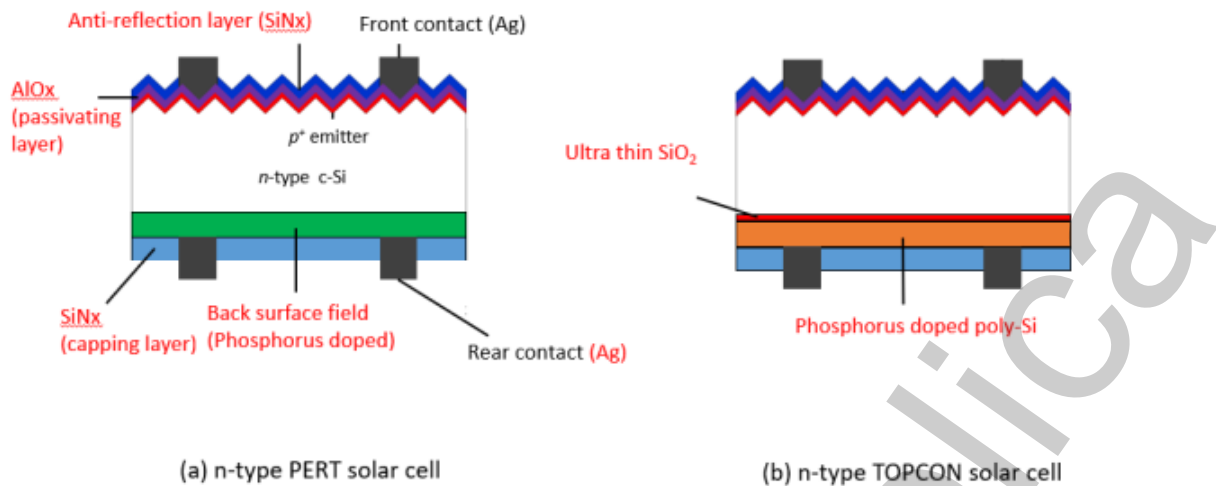 Anti-reflection layer (SiNx)
Front contact (Ag)
AlOx
(passivating
layer)
p⁺ emitter
n-type c-Si
SiNx
(capping layer)
Back surface field
(Phosphorus doped)
Rear contact (Ag)
(a) n-type PERT solar cell
Ultra thin SiO₂
Phosphorus doped poly-Si
(b) n-type TOPCON solar cell
lica